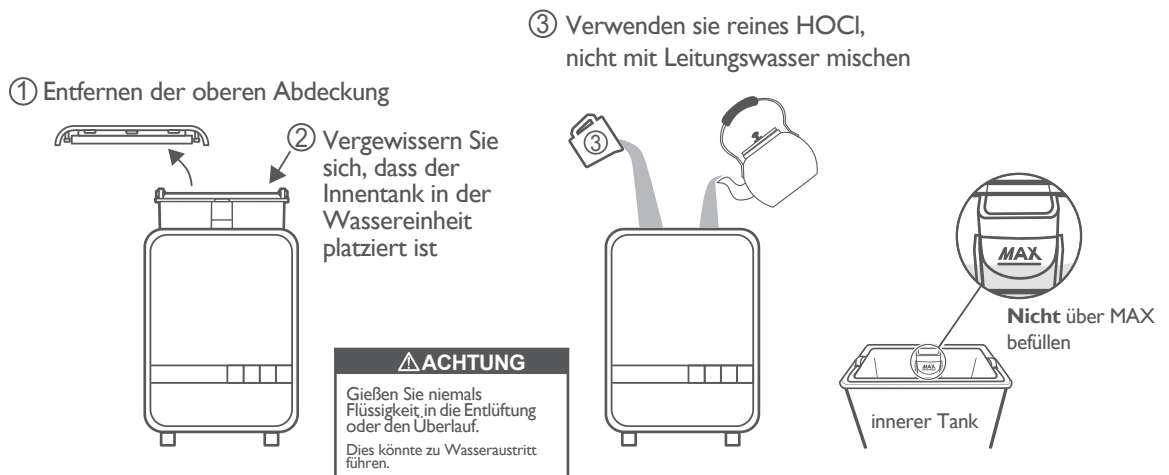 ③ Verwenden sie reines HOCl,
nicht mit Leitungswasser mischen
① Entfernen der oberen Abdeckung
② Vergewissern Sie
sich, dass der
Innentank in der
Wassereinheit
platziert ist
③
MAX
Nicht über MAX
befüllen
MAX
innerer Tank
⚠ACHTUNG
Gießen Sie niemals
Flüssigkeit in die Entlüftung
oder den Überlauf.
Dies könnte zu Wasseraustritt
führen.